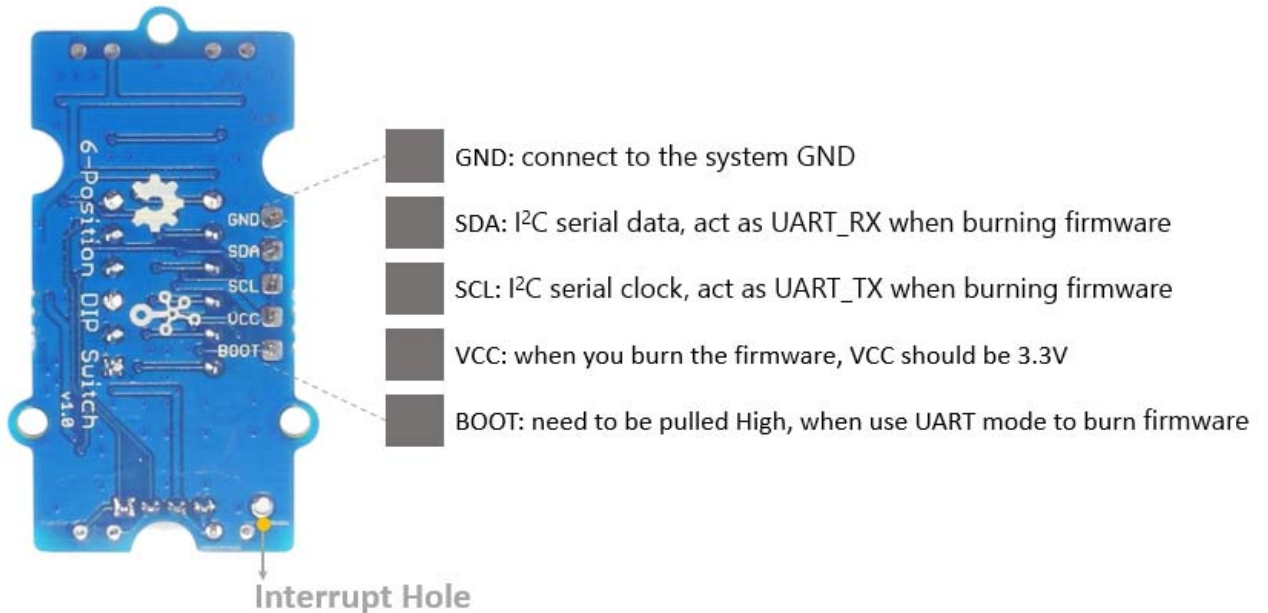 6-Position DIP Switch
v1.0
GND
SDA
SCL
VCC
BOOT
GND: connect to the system GND
SDA: I²C serial data, act as UART_RX when burning firmware
SCL: I²C serial clock, act as UART_TX when burning firmware
VCC: when you burn the firmware, VCC should be 3.3V
BOOT: need to be pulled High, when use UART mode to burn firmware
Interrupt Hole